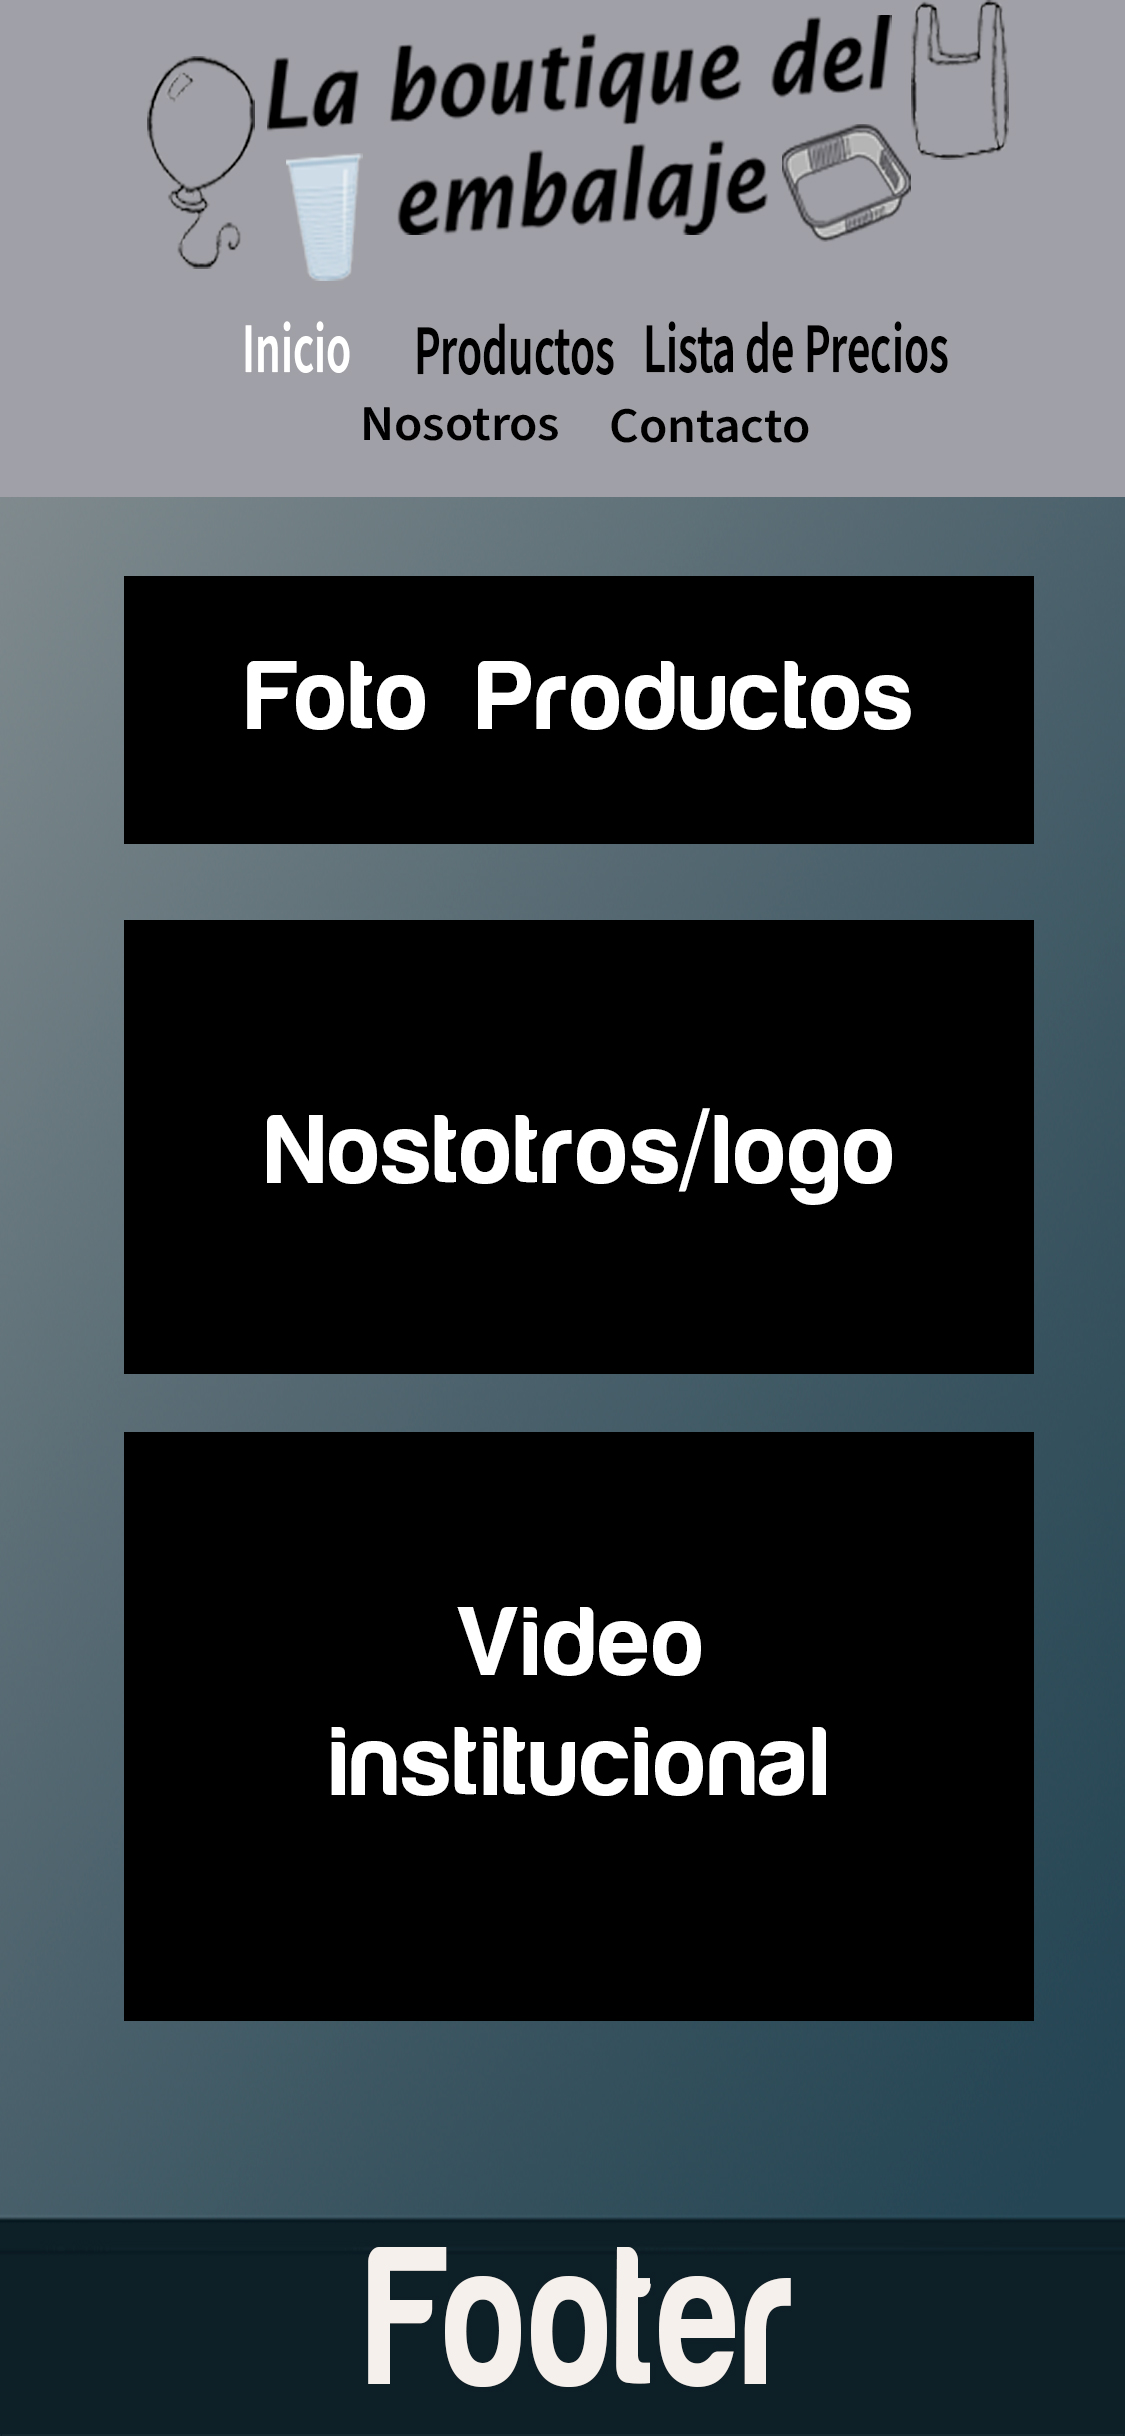 La boutique del
embalaje
Inicio Productos Lista de Precios
Nosotros Contacto
Foto Productos
Nostotros/logo
Video
institucional
Footer